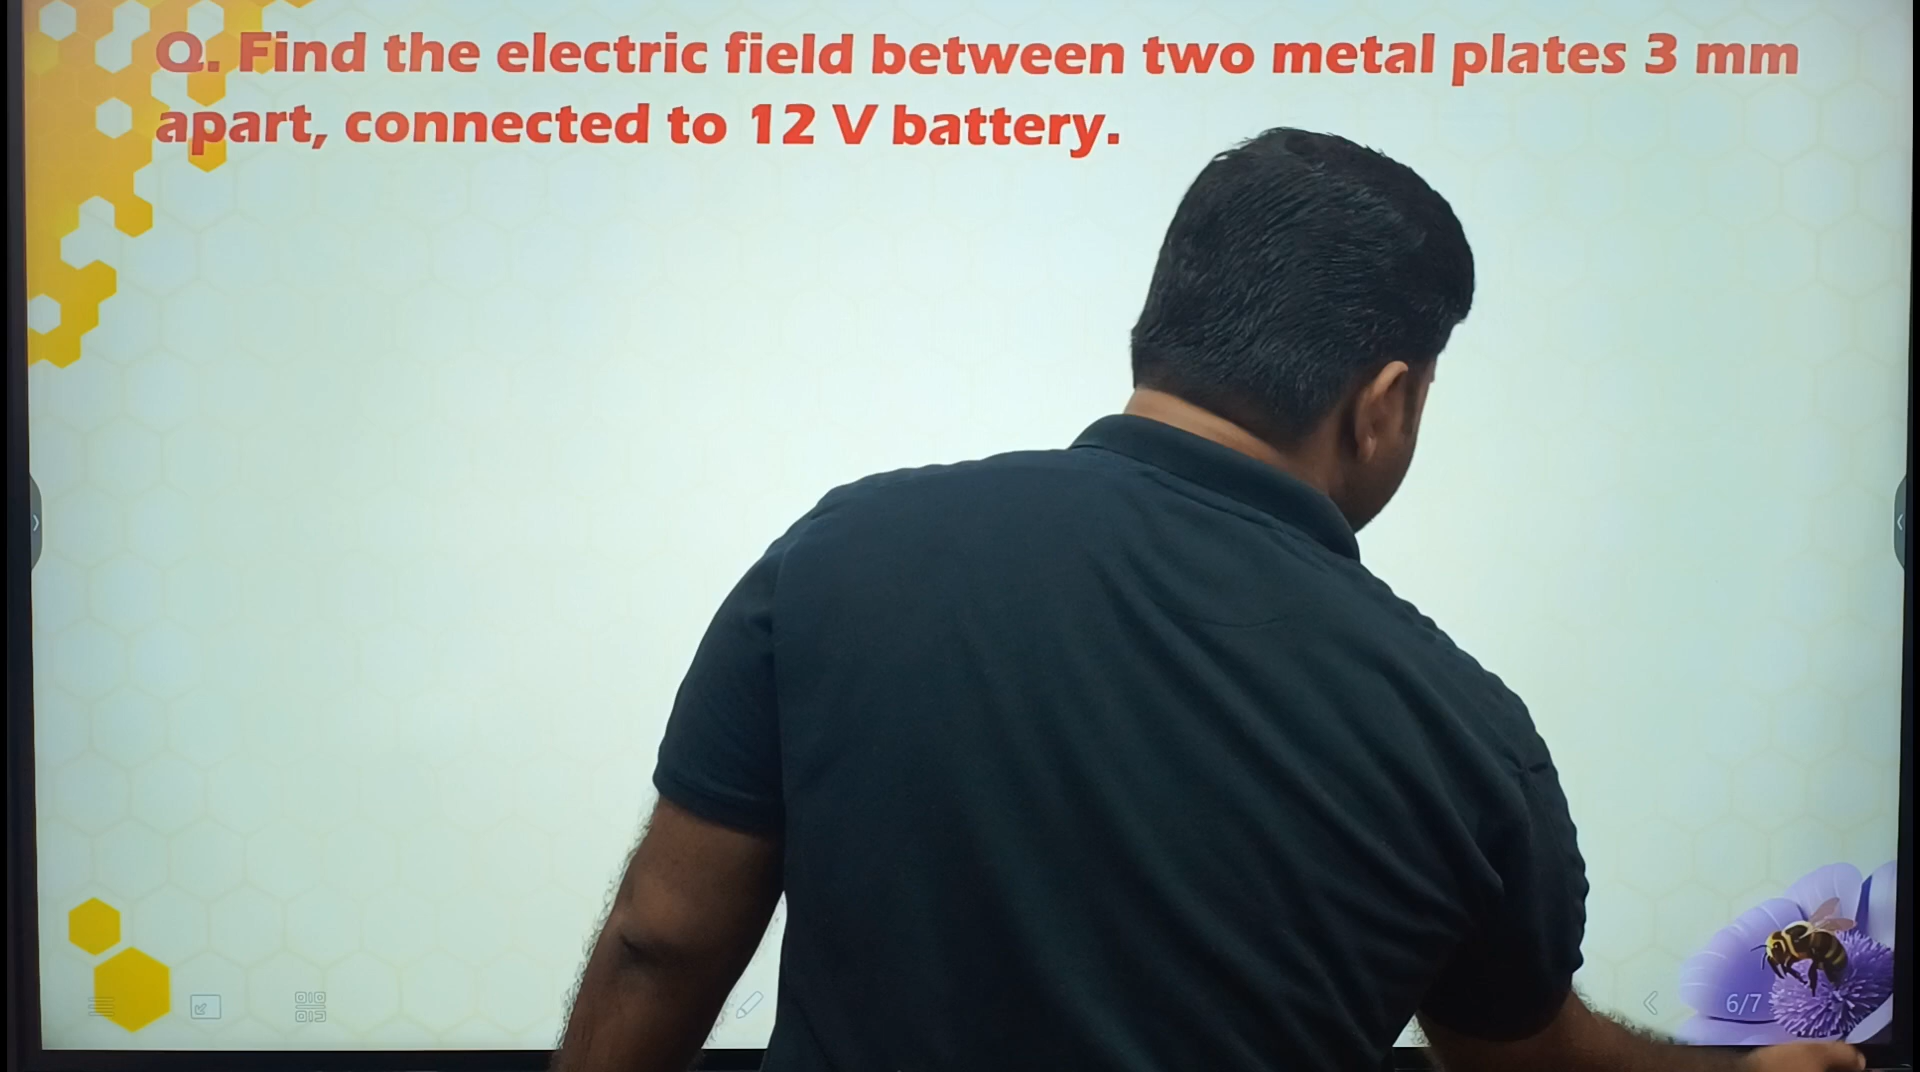 Q. Find the electric field between two metal plates 3 mm
apart, connected to 12 V battery.
6/7